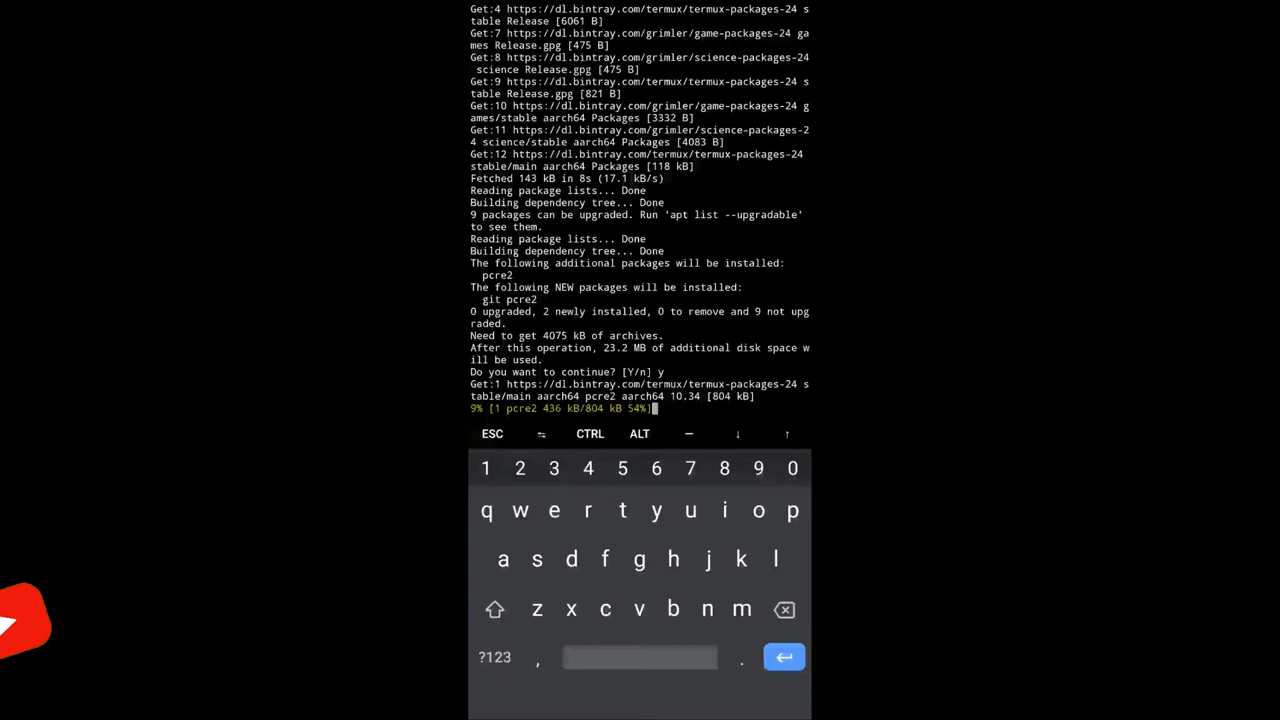 Get:4 https://dl.bintray.com/termux/termux-packages-24 s
table Release [6061 B]
Get:7 https://dl.bintray.com/grimler/game-packages-24 ga
mes Release.gpg [475 B]
Get:8 https://dl.bintray.com/grimler/science-packages-24
 science Release.gpg [475 B]
Get:9 https://dl.bintray.com/termux/termux-packages-24 s
table Release.gpg [821 B]
Get:10 https://dl.bintray.com/grimler/game-packages-24 g
ames/stable aarch64 Packages [3332 B]
Get:11 https://dl.bintray.com/grimler/science-packages-2
4 science/stable aarch64 Packages [4083 B]
Get:12 https://dl.bintray.com/termux/termux-packages-24
stable/main aarch64 Packages [118 kB]
Fetched 143 kB in 8s (17.1 kB/s)
Reading package lists... Done
Building dependency tree... Done
9 packages can be upgraded. Run 'apt list --upgradable'
to see them.
Reading package lists... Done
Building dependency tree... Done
The following additional packages will be installed:
  pcre2
The following NEW packages will be installed:
  git pcre2
0 upgraded, 2 newly installed, 0 to remove and 9 not upg
raded.
Need to get 4075 kB of archives.
After this operation, 23.2 MB of additional disk space w
ill be used.
Do you want to continue? [Y/n] y
Get:1 https://dl.bintray.com/termux/termux-packages-24 s
table/main aarch64 pcre2 aarch64 10.34 [804 kB]
9% [1 pcre2 436 kB/804 kB 54%]
ESC ⇆ CTRL ALT — ↓ ↑
1 2 3 4 5 6 7 8 9 0
q w e r t y u i o p
a s d f g h j k l
z x c v b n m
?123 , .